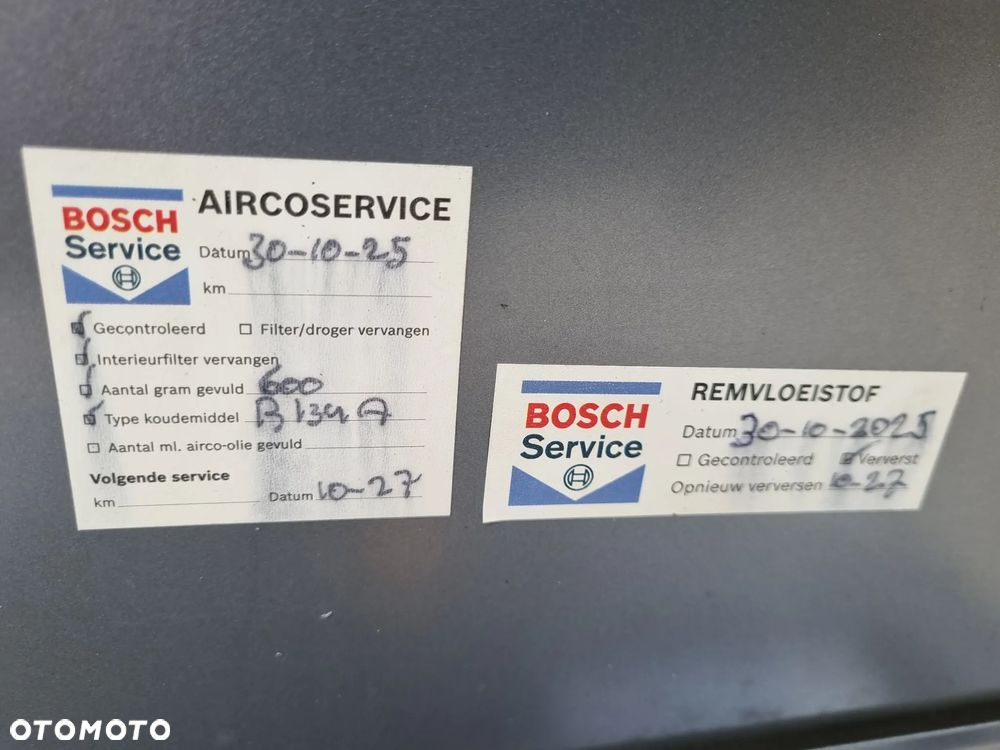 BOSCH
Service
AIRCOSERVICE
Datum 30-10-25
km
Gecontroleerd Filter/droger vervangen
Interieurfilter vervangen
Aantal gram gevuld 600
Type koudemiddel R134A
Aantal ml. airco-olie gevuld
Volgende service
km Datum 10-27
BOSCH
Service
REMVLOEISTOF
Datum 30-10-2025
Gecontroleerd Ververst
Opnieuw verversen 10-27
OTOMOTO